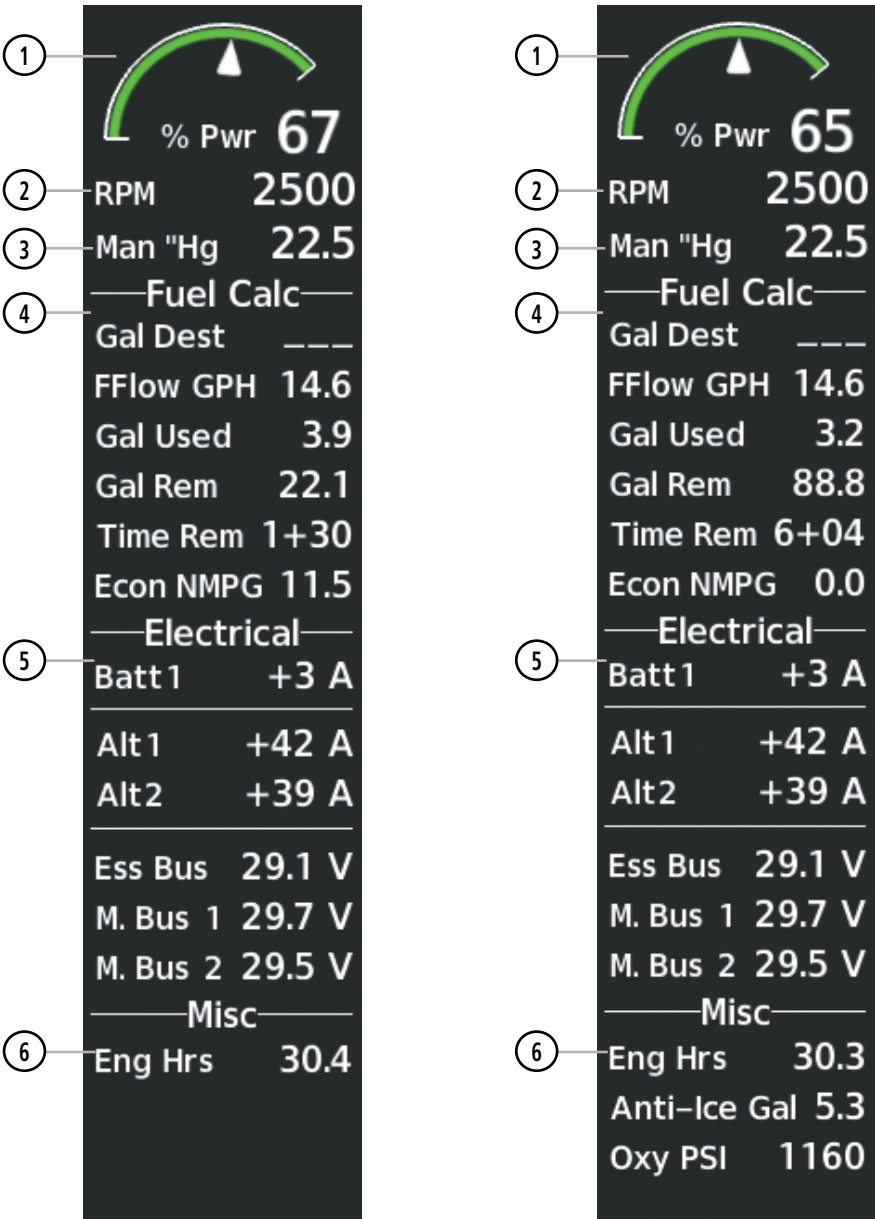 1
% Pwr 67
2
RPM 2500
3
Man "Hg 22.5
Fuel Calc
4
Gal Dest ___
FFlow GPH 14.6
Gal Used 3.9
Gal Rem 22.1
Time Rem 1+30
Econ NMPG 11.5
Electrical
5
Batt1 +3 A
Alt1 +42 A
Alt2 +39 A
Ess Bus 29.1 V
M. Bus 1 29.7 V
M. Bus 2 29.5 V
Misc
6
Eng Hrs 30.4
1
% Pwr 65
2
RPM 2500
3
Man "Hg 22.5
Fuel Calc
4
Gal Dest ___
FFlow GPH 14.6
Gal Used 3.2
Gal Rem 88.8
Time Rem 6+04
Econ NMPG 0.0
Electrical
5
Batt1 +3 A
Alt1 +42 A
Alt2 +39 A
Ess Bus 29.1 V
M. Bus 1 29.7 V
M. Bus 2 29.5 V
Misc
6
Eng Hrs 30.3
Anti-Ice Gal 5.3
Oxy PSI 1160